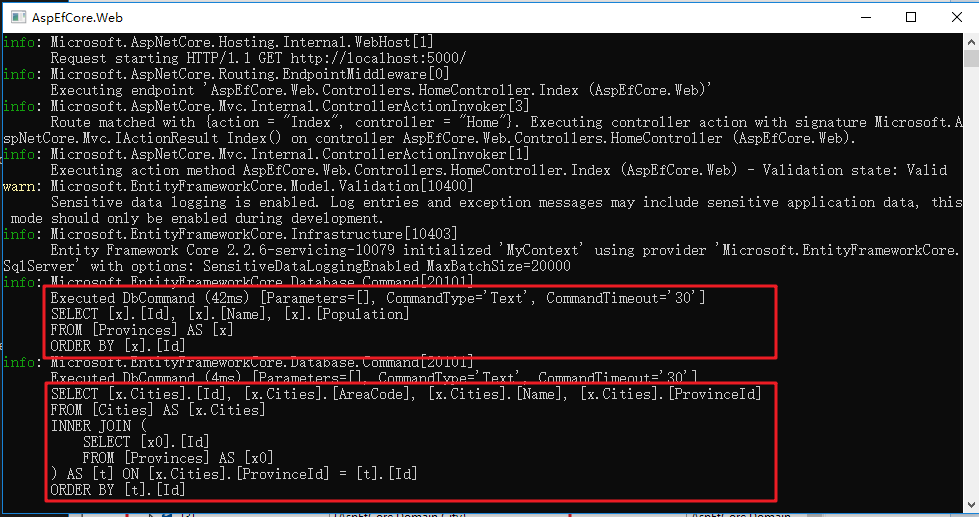 AspEfCore.Web
info: Microsoft.AspNetCore.Hosting.Internal.WebHost[1]
Request starting HTTP/1.1 GET http://localhost:5000/
info: Microsoft.AspNetCore.Routing.EndpointMiddleware[0]
Executing endpoint 'AspEfCore.Web.Controllers.HomeController.Index (AspEfCore.Web)'
info: Microsoft.AspNetCore.Mvc.Internal.ControllerActionInvoker[3]
Route matched with {action = "Index", controller = "Home"}. Executing controller action with signature Microsoft.A
spNetCore.Mvc.IActionResult Index() on controller AspEfCore.Web.Controllers.HomeController (AspEfCore.Web).
info: Microsoft.AspNetCore.Mvc.Internal.ControllerActionInvoker[1]
Executing action method AspEfCore.Web.Controllers.HomeController.Index (AspEfCore.Web) - Validation state: Valid
warn: Microsoft.EntityFrameworkCore.Model.Validation[10400]
Sensitive data logging is enabled. Log entries and exception messages may include sensitive application data, this
mode should only be enabled during development.
info: Microsoft.EntityFrameworkCore.Infrastructure[10403]
Entity Framework Core 2.2.6-servicing-10079 initialized 'MyContext' using provider 'Microsoft.EntityFrameworkCore.
SqlServer' with options: SensitiveDataLoggingEnabled MaxBatchSize=20000
info: Microsoft.EntityFrameworkCore.Database.Command[20101]
Executed DbCommand (42ms) [Parameters=[], CommandType='Text', CommandTimeout='30']
SELECT [x].[Id], [x].[Name], [x].[Population]
FROM [Provinces] AS [x]
ORDER BY [x].[Id]
info: Microsoft.EntityFrameworkCore.Database.Command[20101]
Executed DbCommand (4ms) [Parameters=[], CommandType='Text', CommandTimeout='30']
SELECT [x.Cities].[Id], [x.Cities].[AreaCode], [x.Cities].[Name], [x.Cities].[ProvinceId]
FROM [Cities] AS [x.Cities]
INNER JOIN (
SELECT [x0].[Id]
FROM [Provinces] AS [x0]
) AS [t] ON [x.Cities].[ProvinceId] = [t].[Id]
ORDER BY [t].[Id]